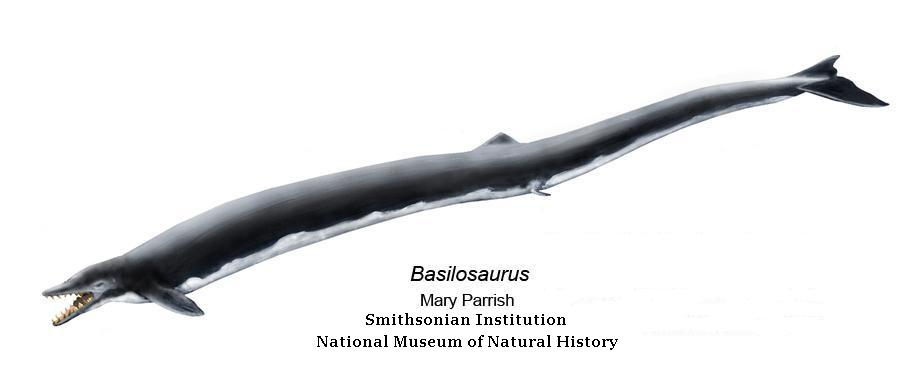 Basilosaurus
Mary Parrish
Smithsonian Institution
National Museum of Natural History